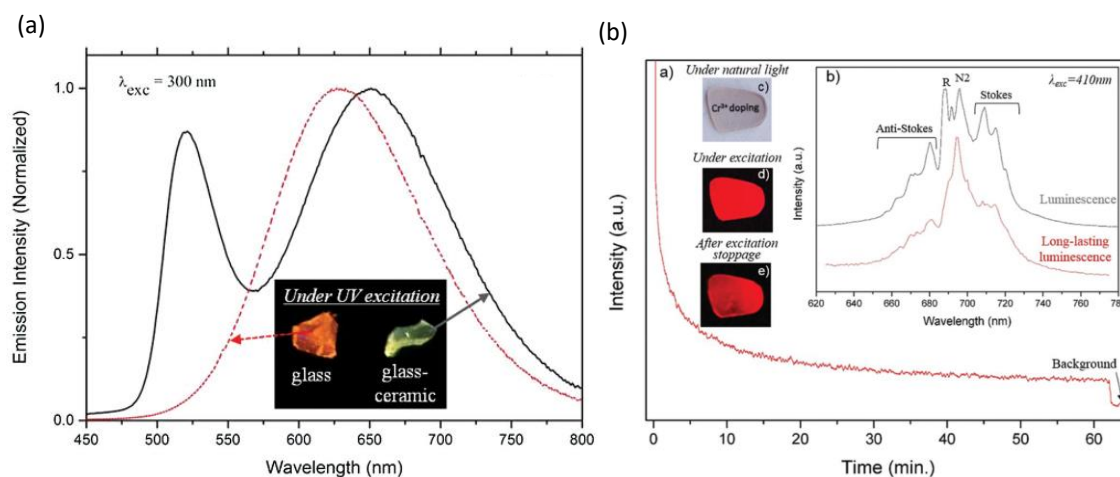 (a)
λexc = 300 nm
Emission Intensity (Normalized)
1.0
0.5
0.0
Under UV excitation
glass
glass-
ceramic
450 500 550 600 650 700 750 800
Wavelength (nm)
(b)
a)
Under natural light
c)
Cr³⁺ doping
Under excitation
d)
After excitation
stoppage
e)
b)
R N2
λexc=410nm
Stokes
Anti-Stokes
Intensity (a.u.)
Luminescence
Long-lasting
luminescence
620 640 660 680 700 720 740 760 780
Wavelength (nm)
Intensity (a.u.)
Background
0 10 20 30 40 50 60
Time (min.)